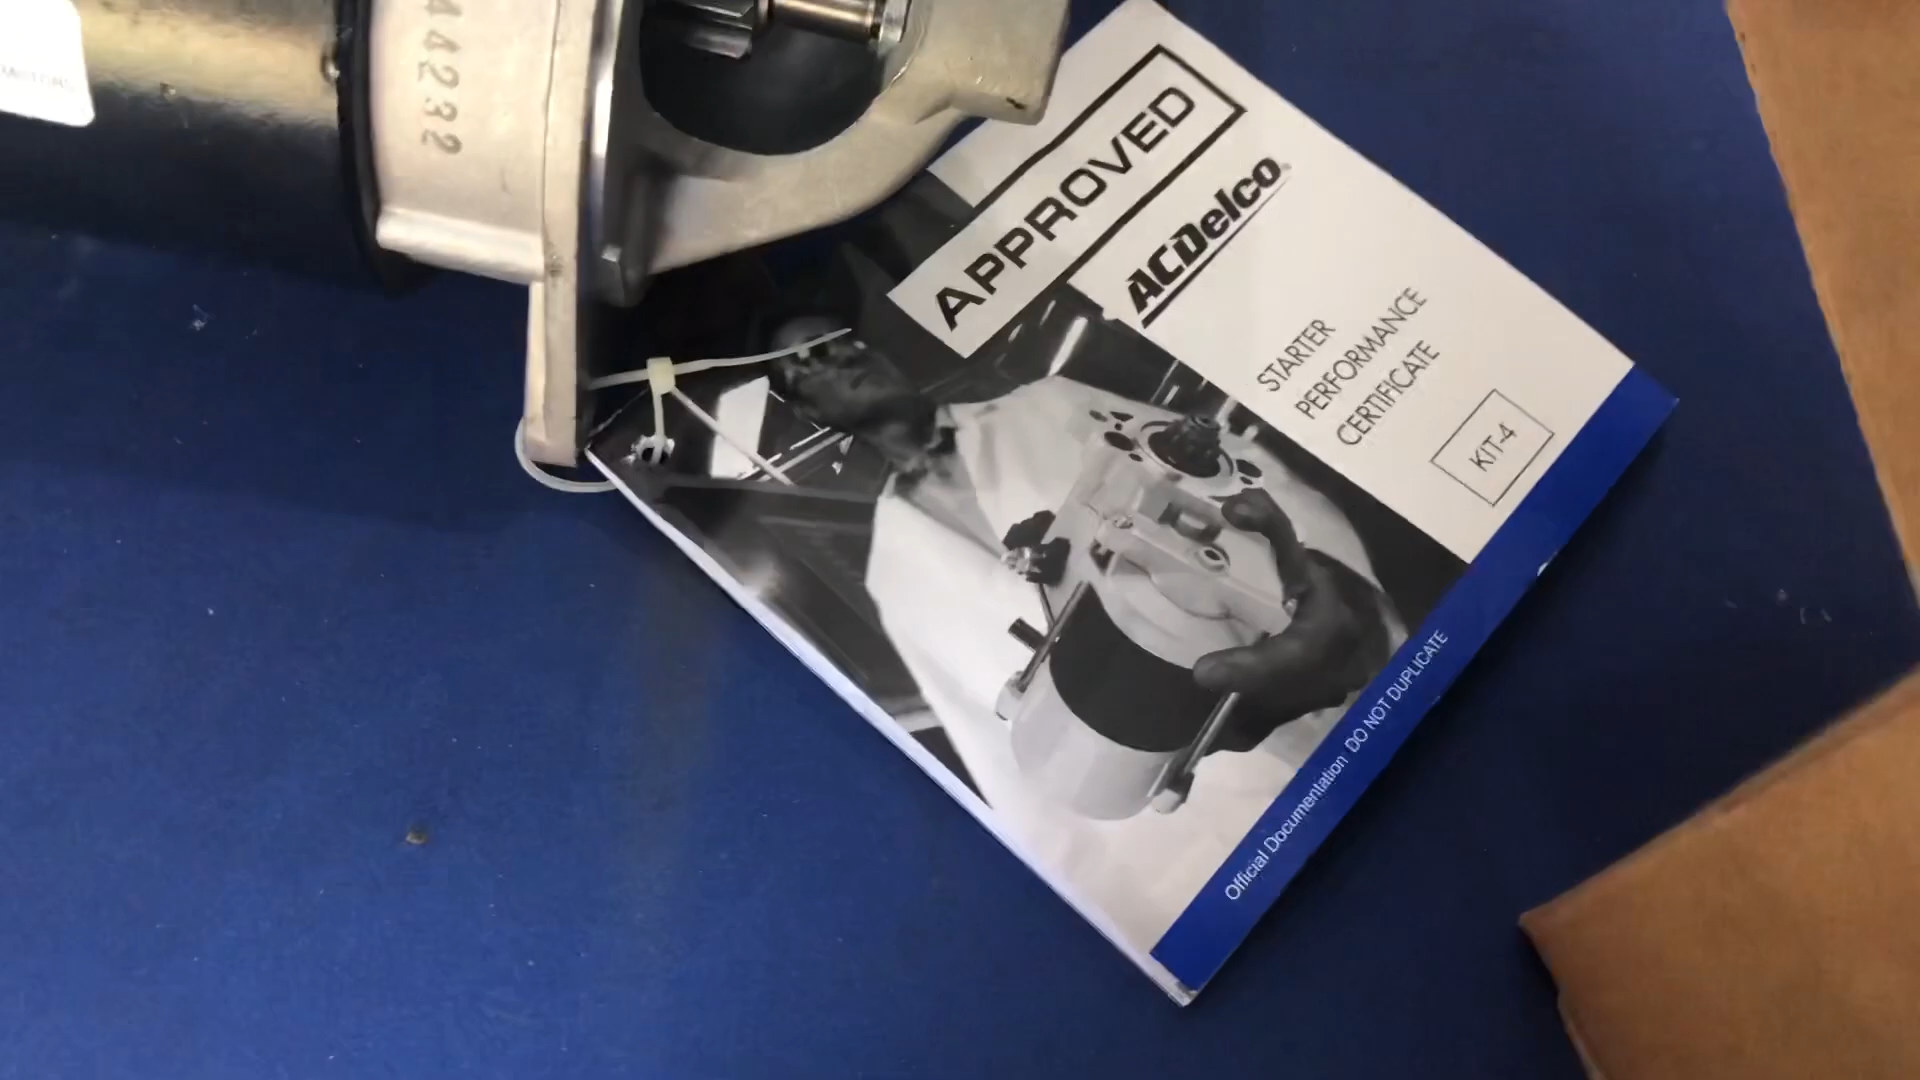 44232
APPROVED
ACDelco
STARTER
PERFORMANCE
CERTIFICATE
KIT-4
Official Documentation DO NOT DUPLICATE